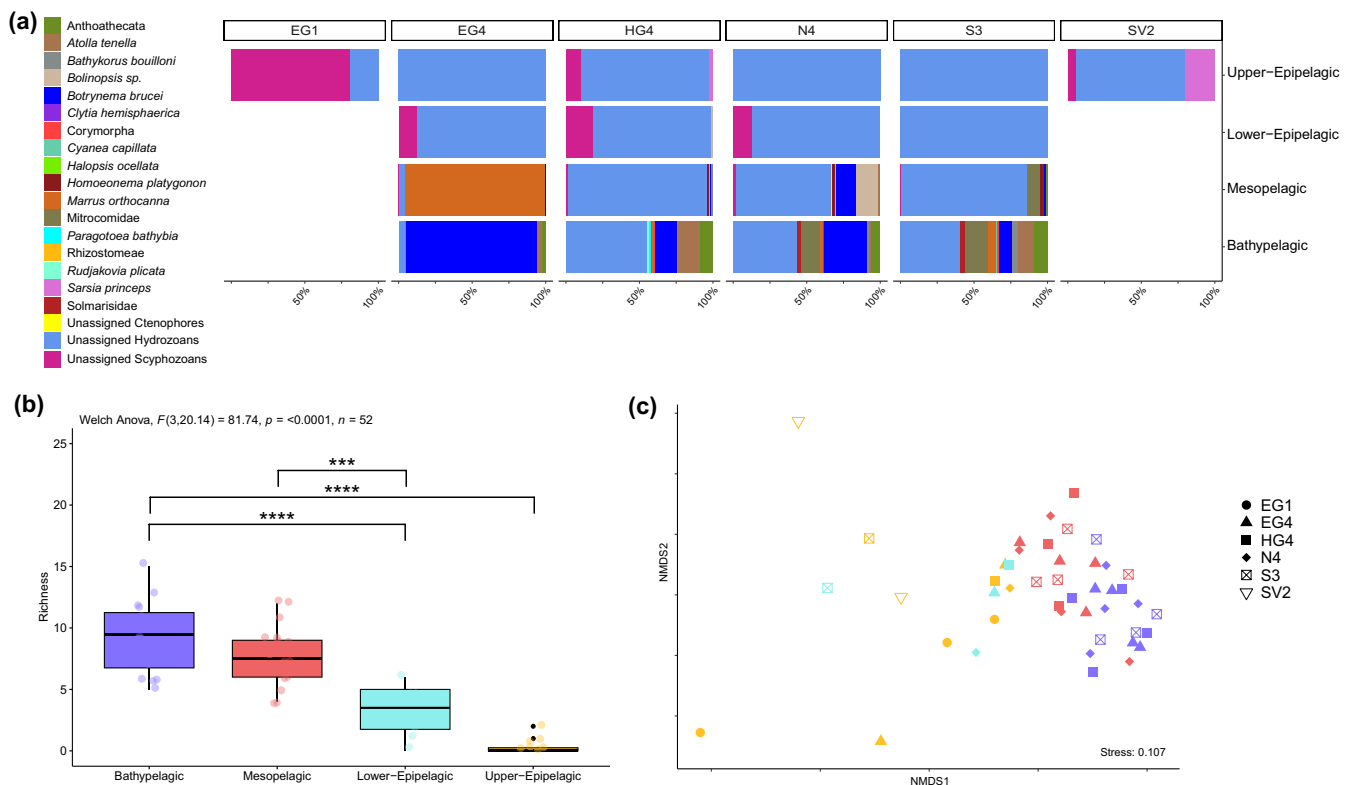 (a)
Anthoathecata
Atolla tenella
Bathykorus bouilloni
Bolinopsis sp.
Botrynema brucei
Clytia hemisphaerica
Corymorpha
Cyanea capillata
Halopsis ocellata
Homoeonema platygonon
Marrus orthocanna
Mitrocomidae
Paragotoea bathybia
Rhizostomeae
Rudjakovia plicata
Sarsia princeps
Solmarisidae
Unassigned Ctenophores
Unassigned Hydrozoans
Unassigned Scyphozoans
EG1
EG4
HG4
N4
S3
SV2
Upper−Epipelagic
Lower−Epipelagic
Mesopelagic
Bathypelagic
50%
100%
50%
100%
50%
100%
50%
100%
50%
100%
50%
100%
(b)
Welch Anova, F(3,20.14) = 81.74, p = <0.0001, n = 52
Richness
25
20
15
10
5
0
***
****
****
Bathypelagic
Mesopelagic
Lower−Epipelagic
Upper−Epipelagic
(c)
NMDS2
NMDS1
Stress: 0.107
EG1
EG4
HG4
N4
S3
SV2